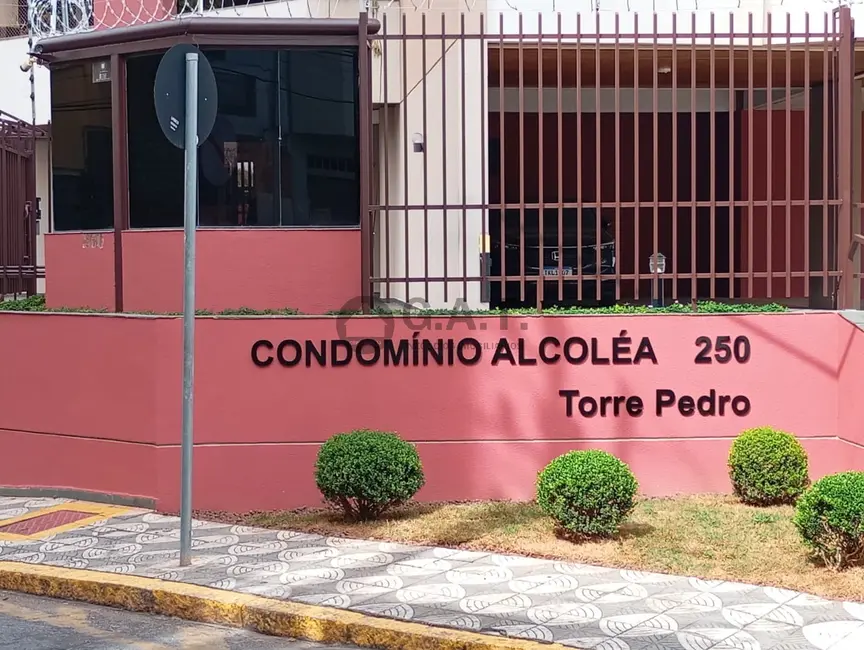 CONDOMÍNIO ALCOLÉA 250
Torre Pedro
G.A.T.